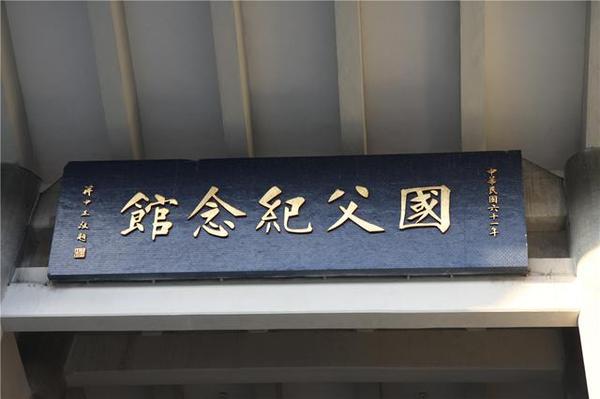 中華民國六十一年
國父紀念館
蔣中正敬題